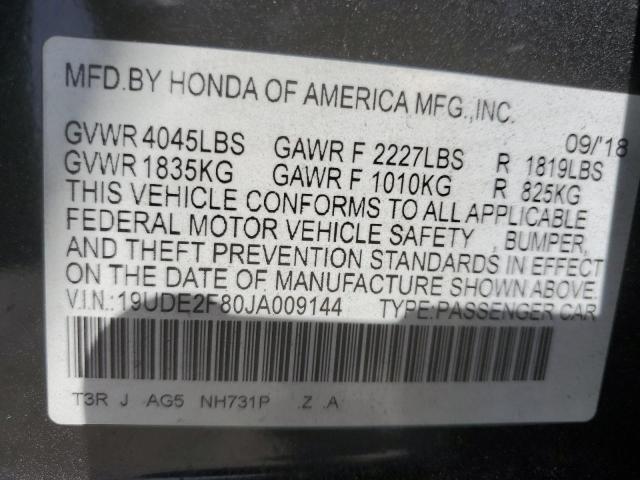 MFD.BY HONDA OF AMERICA MFG.,INC.
09/'18
GVWR 4045LBS GAWR F 2227LBS R 1819LBS
GVWR 1835KG GAWR F 1010KG R 825KG
THIS VEHICLE CONFORMS TO ALL APPLICABLE
FEDERAL MOTOR VEHICLE SAFETY , BUMPER,
AND THEFT PREVENTION STANDARDS IN EFFECT
ON THE DATE OF MANUFACTURE SHOWN ABOVE.
V.I.N.:19UDE2F80JA009144 TYPE:PASSENGER CAR
T3R J AG5 NH731P .Z .A